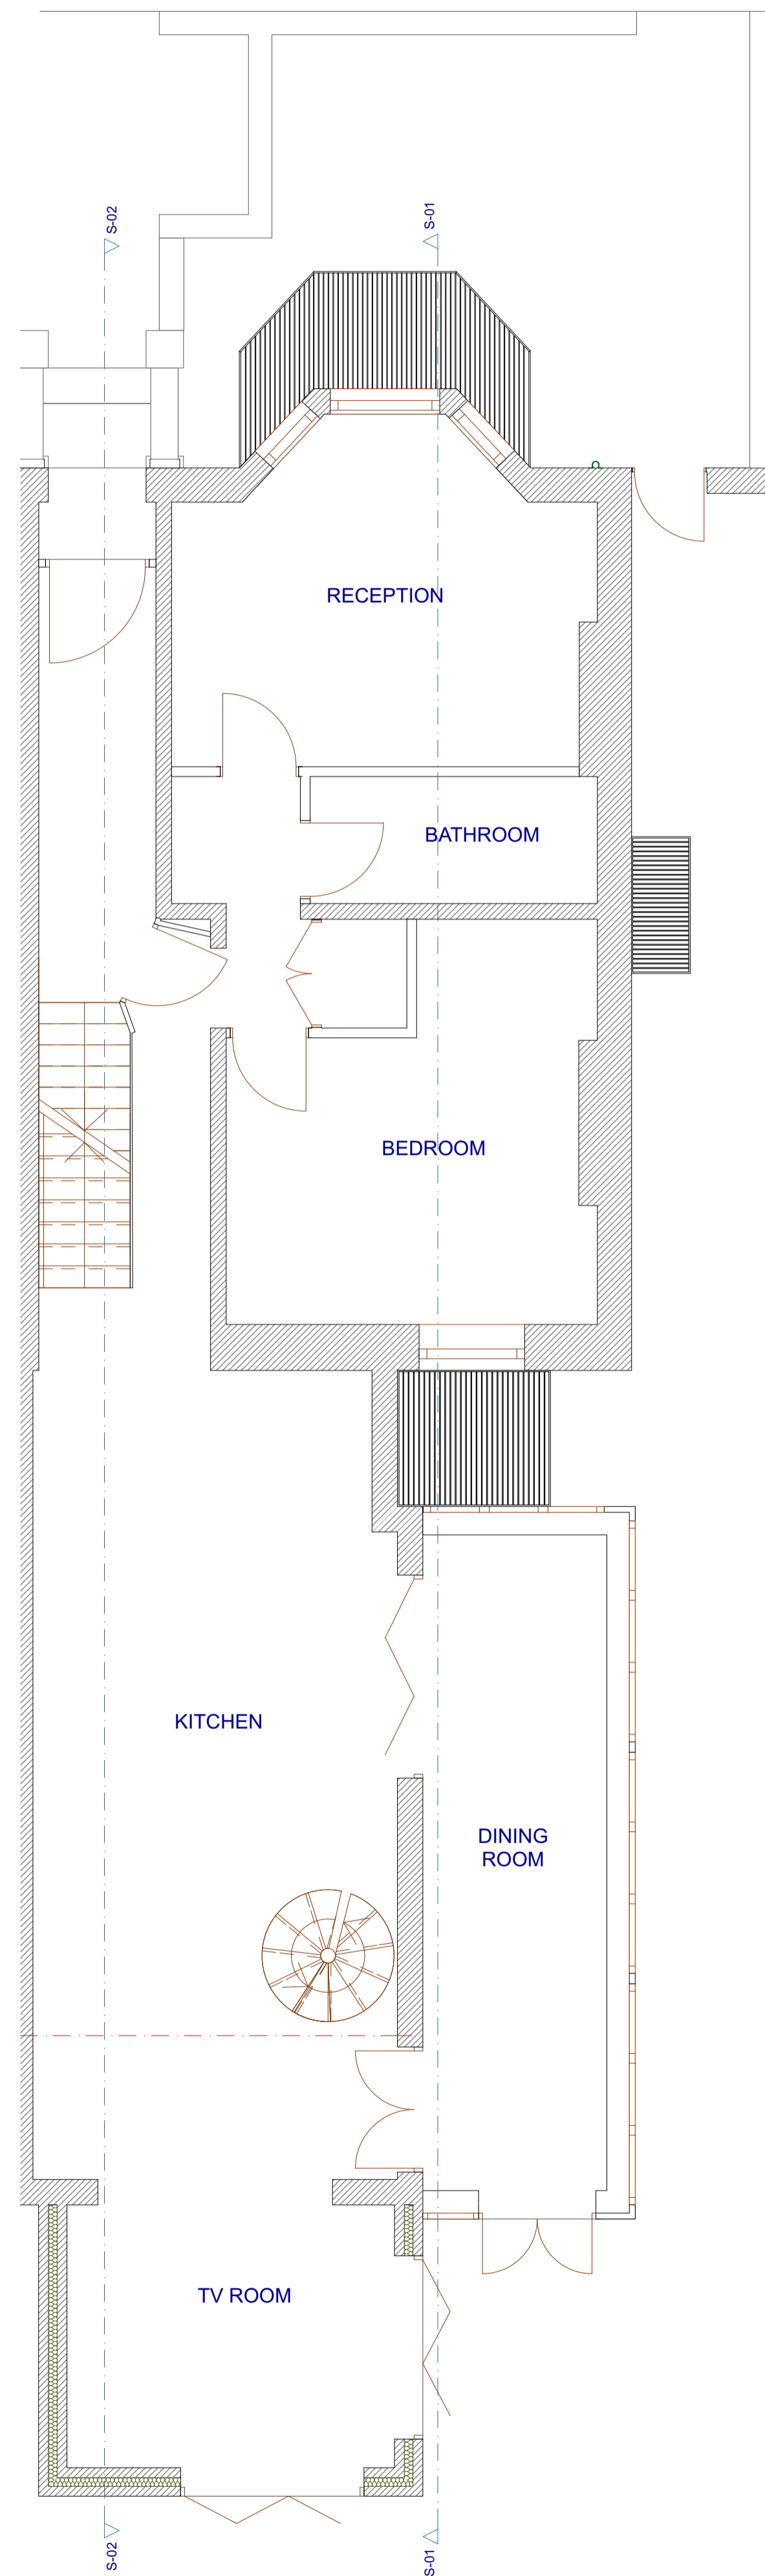 S-02
S-01
RECEPTION
BATHROOM
BEDROOM
KITCHEN
DINING
ROOM
TV ROOM
S-02
S-01